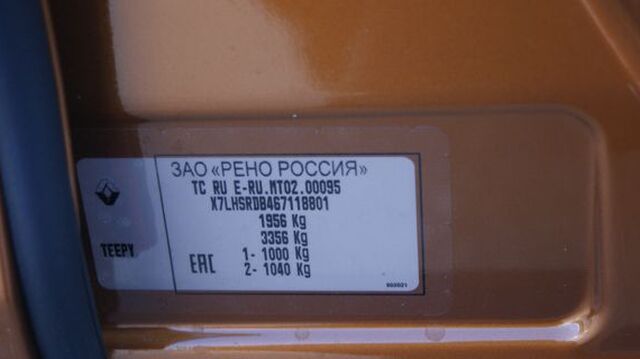 ЗАО «РЕНО РОССИЯ»
ТС RU E-RU.MT02.00095
X7LHSRDB467118801
1956 Kg
3356 Kg
1- 1000 Kg
2- 1040 Kg
TEEPY
EAC